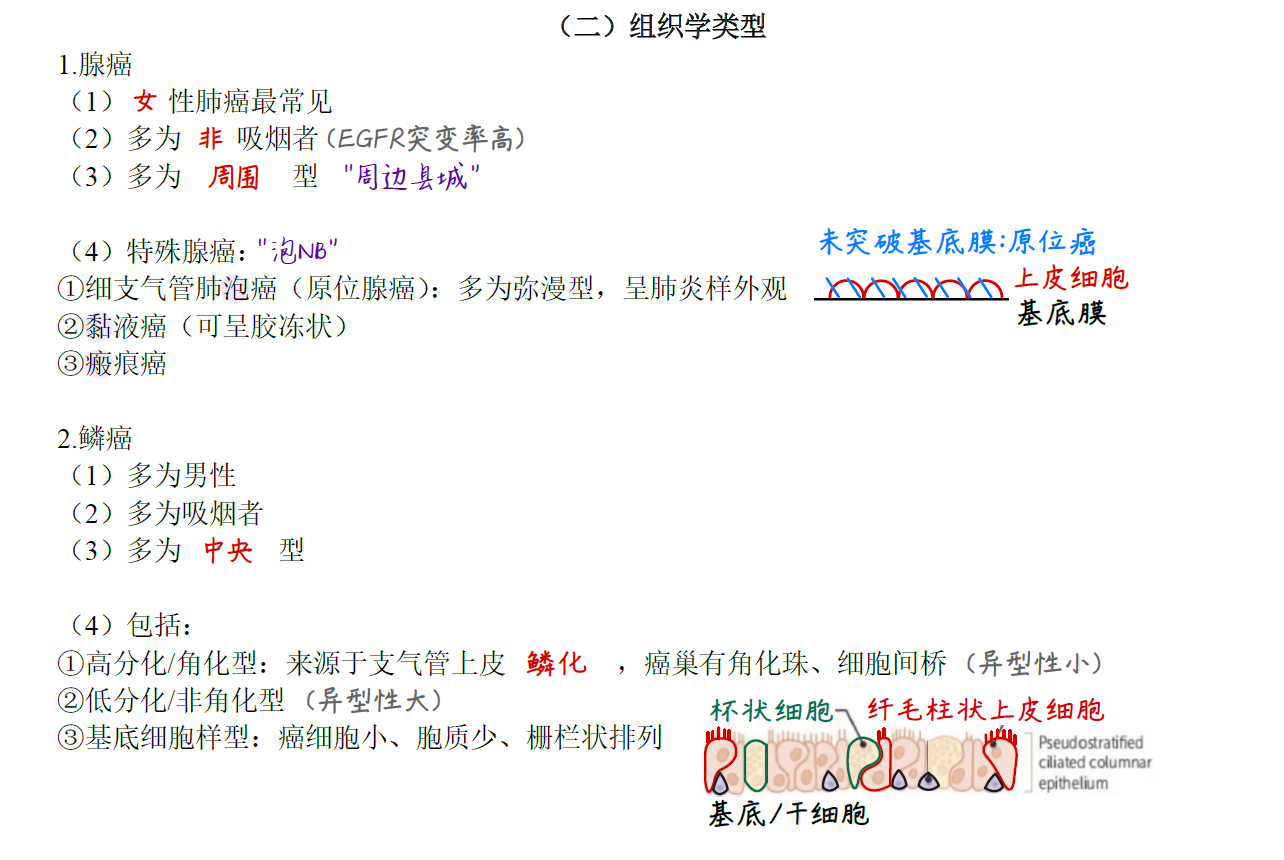 （二）组织学类型
1.腺癌
（1）女 性肺癌最常见
（2）多为 非 吸烟者(EGFR突变率高)
（3）多为 周围 型 "周边县城"
（4）特殊腺癌："泡NB"
①细支气管肺泡癌（原位腺癌）：多为弥漫型，呈肺炎样外观
②黏液癌（可呈胶冻状）
③瘢痕癌
未突破基底膜:原位癌
上皮细胞
基底膜
2.鳞癌
（1）多为男性
（2）多为吸烟者
（3）多为 中央 型
（4）包括：
①高分化/角化型：来源于支气管上皮 鳞化 ，癌巢有角化珠、细胞间桥（异型性小）
②低分化/非角化型（异型性大）
③基底细胞样型：癌细胞小、胞质少、栅栏状排列
杯状细胞 纤毛柱状上皮细胞
Pseudostratified
ciliated columnar
epithelium
基底/干细胞